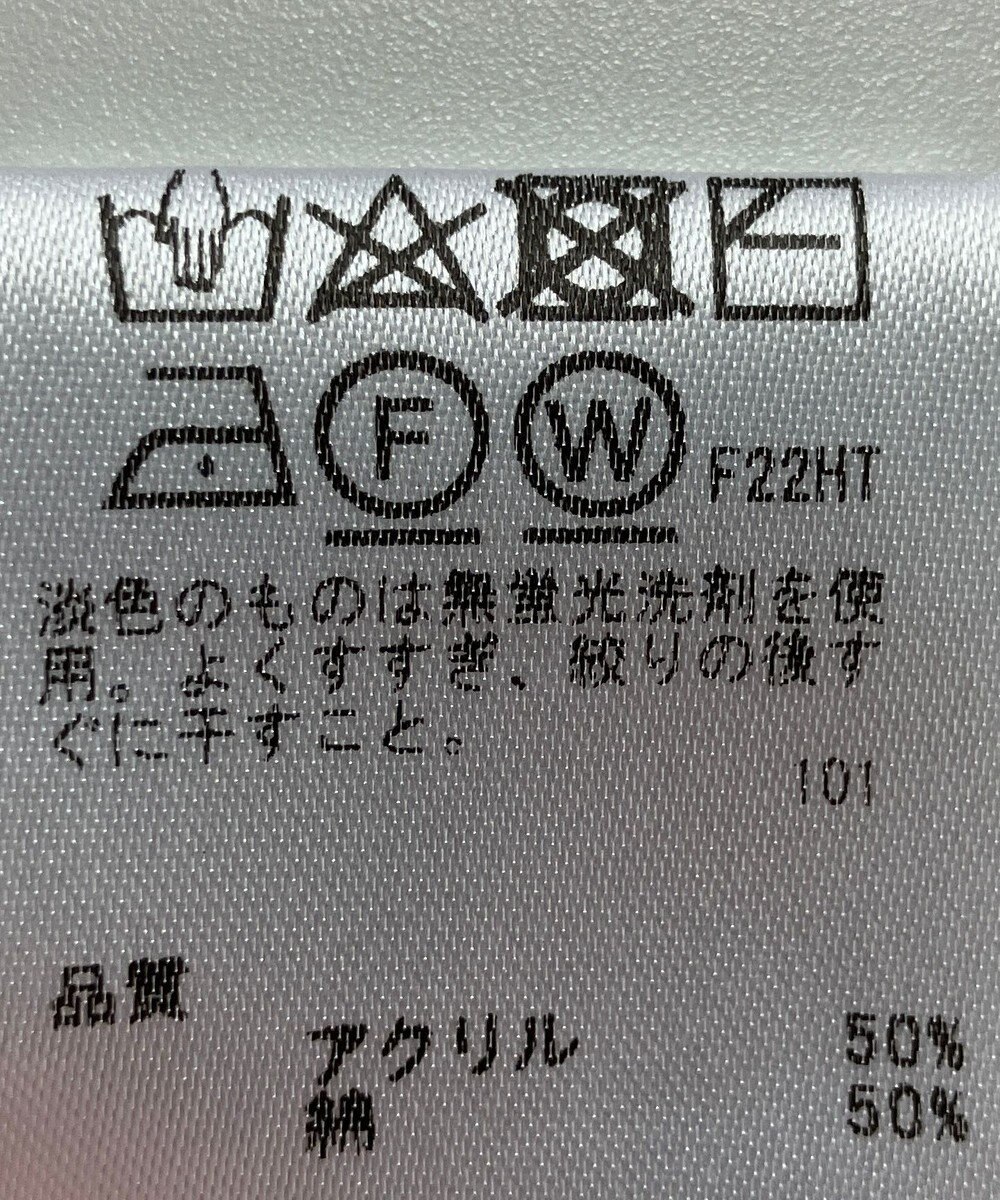 F
W
F22HT
淡色のものは無蛍光洗剤を使
用。よくすすぎ、絞りの後す
ぐに干すこと。
101
品質
アクリル 50%
綿 50%